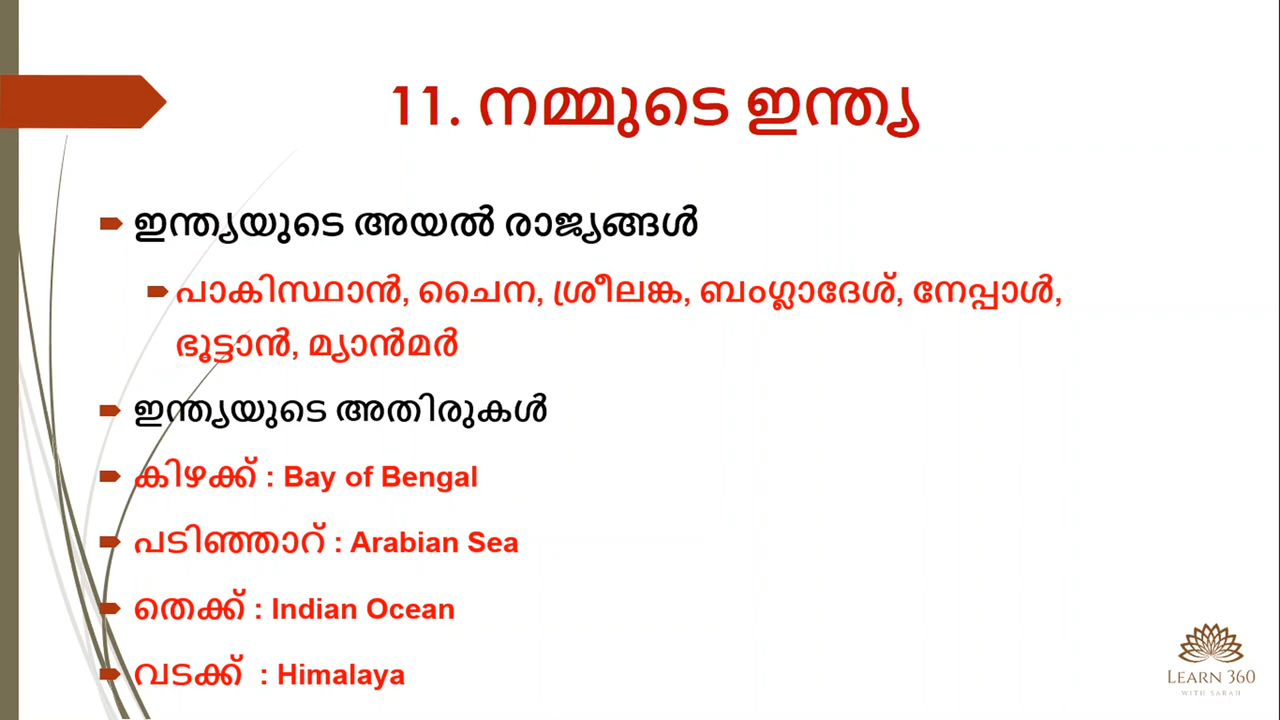 11. നമ്മുടെ ഇന്ത്യ
ഇന്ത്യയുടെ അയൽ രാജ്യങ്ങൾ
പാകിസ്ഥാൻ, ചൈന, ശ്രീലങ്ക, ബംഗ്ലാദേശ്, നേപ്പാൾ,
ഭൂട്ടാൻ, മ്യാൻമർ
ഇന്ത്യയുടെ അതിരുകൾ
കിഴക്ക് : Bay of Bengal
പടിഞ്ഞാറ് : Arabian Sea
തെക്ക് : Indian Ocean
വടക്ക് : Himalaya
LEARN 360
WITH SARAH